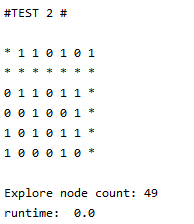 #TEST 2 #
* 1 1 0 1 0 1
* * * * * * *
0 1 1 0 1 1 *
0 0 1 0 0 1 *
1 0 1 0 1 1 *
1 0 0 0 1 0 *
Explore node count: 49
runtime: 0.0